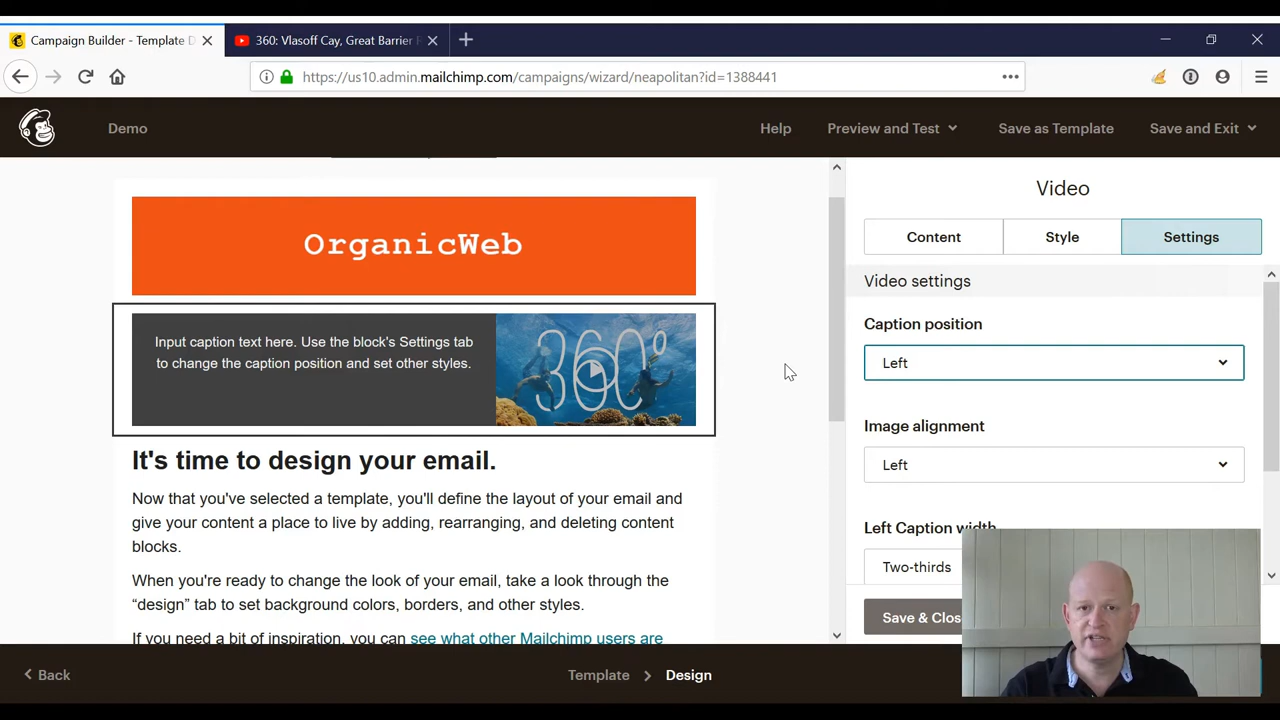 Campaign Builder - Template D
360: Vlasoff Cay, Great Barrier
https://us10.admin.mailchimp.com/campaigns/wizard/neapolitan?id=1388441
Demo
Help
Preview and Test
Save as Template
Save and Exit
OrganicWeb
Input caption text here. Use the block's Settings tab
to change the caption position and set other styles.
360°
It's time to design your email.
Now that you've selected a template, you'll define the layout of your email and
give your content a place to live by adding, rearranging, and deleting content
blocks.
When you're ready to change the look of your email, take a look through the
“design” tab to set background colors, borders, and other styles.
If you need a bit of inspiration, you can see what other Mailchimp users are
Video
Content
Style
Settings
Video settings
Caption position
Left
Image alignment
Left
Left Caption width
Two-thirds
Save & Clos
Back
Template
Design